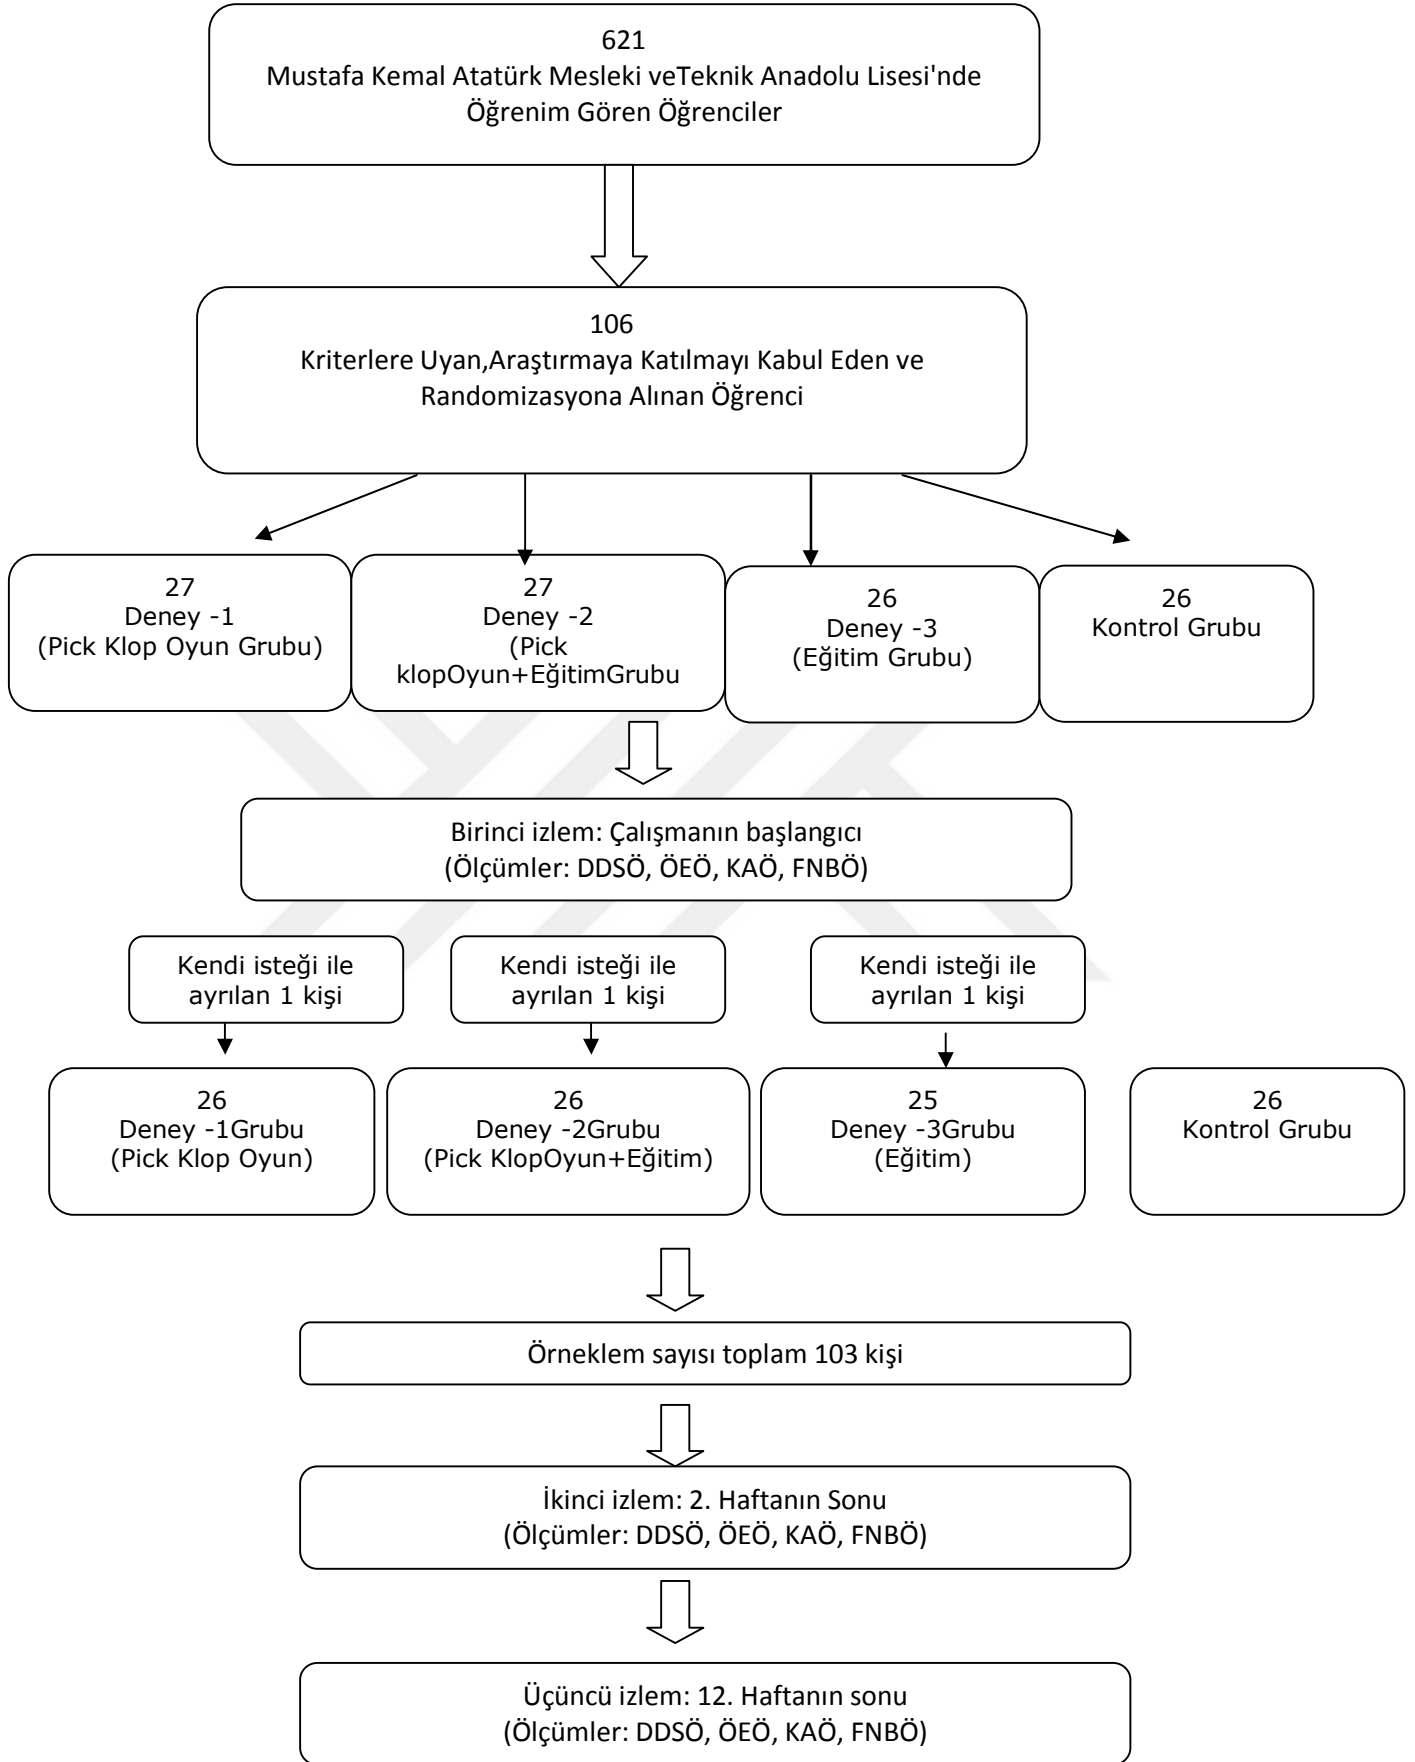 621
Mustafa Kemal Atatürk Mesleki veTeknik Anadolu Lisesi'nde
Öğrenim Gören Öğrenciler
106
Kriterlere Uyan,Araştırmaya Katılmayı Kabul Eden ve
Randomizasyona Alınan Öğrenci
27
Deney -1
(Pick Klop Oyun Grubu)
27
Deney -2
(Pick
klopOyun+EğitimGrubu
26
Deney -3
(Eğitim Grubu)
26
Kontrol Grubu
Birinci izlem: Çalışmanın başlangıcı
(Ölçümler: DDSÖ, ÖEÖ, KAÖ, FNBÖ)
Kendi isteği ile
ayrılan 1 kişi
Kendi isteği ile
ayrılan 1 kişi
Kendi isteği ile
ayrılan 1 kişi
26
Deney -1Grubu
(Pick Klop Oyun)
26
Deney -2Grubu
(Pick KlopOyun+Eğitim)
25
Deney -3Grubu
(Eğitim)
26
Kontrol Grubu
Örneklem sayısı toplam 103 kişi
İkinci izlem: 2. Haftanın Sonu
(Ölçümler: DDSÖ, ÖEÖ, KAÖ, FNBÖ)
Üçüncü izlem: 12. Haftanın sonu
(Ölçümler: DDSÖ, ÖEÖ, KAÖ, FNBÖ)